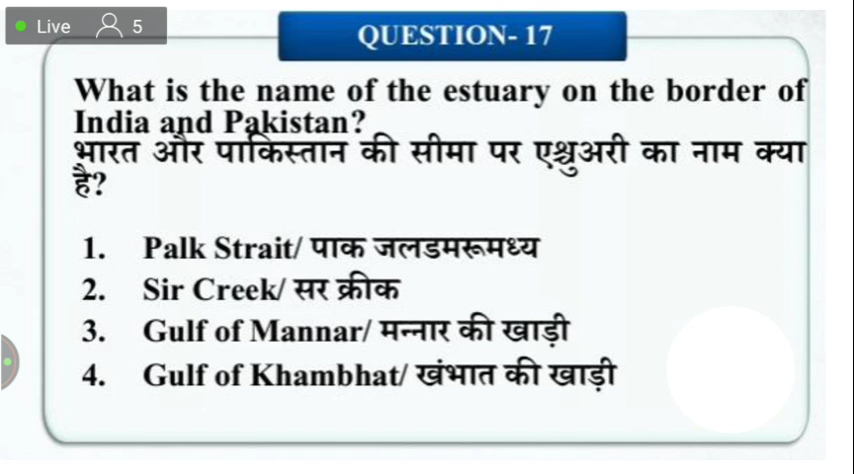 Live 5
QUESTION- 17
What is the name of the estuary on the border of
India and Pakistan?
भारत और पाकिस्तान की सीमा पर एश्चुअरी का नाम क्या
है?
1. Palk Strait/ पाक जलडमरूमध्य
2. Sir Creek/ सर क्रीक
3. Gulf of Mannar/ मन्नार की खाड़ी
4. Gulf of Khambhat/ खंभात की खाड़ी